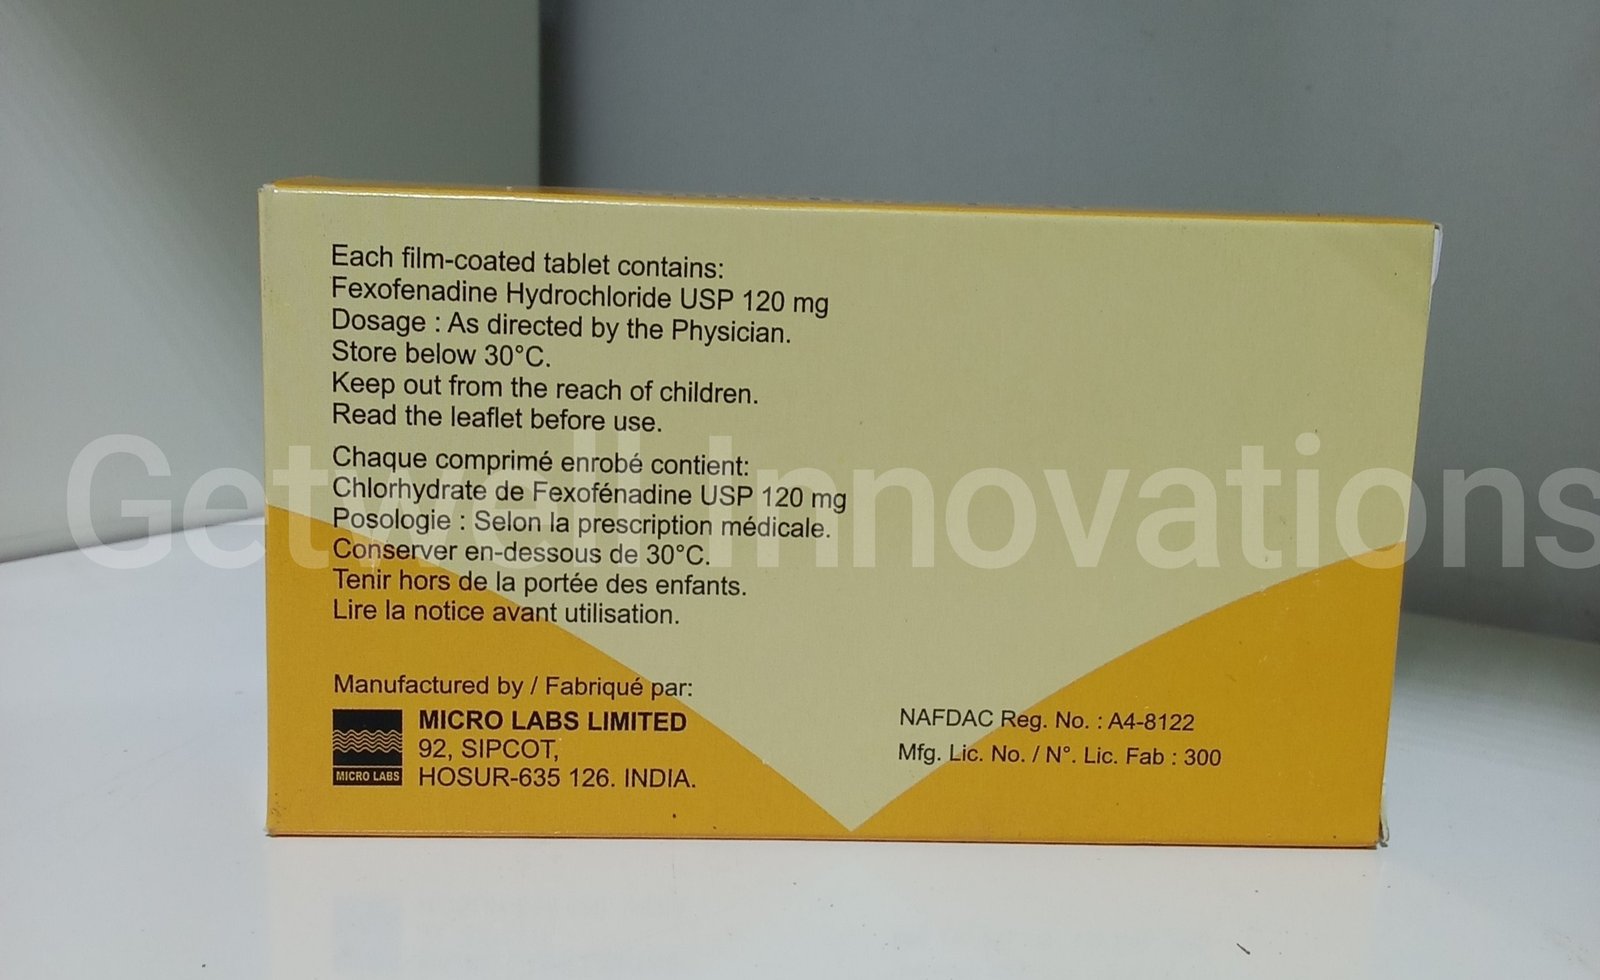 Each film-coated tablet contains:
Fexofenadine Hydrochloride USP 120 mg
Dosage : As directed by the Physician.
Store below 30°C.
Keep out from the reach of children.
Read the leaflet before use.
Chaque comprimé enrobé contient:
Chlorhydrate de Fexofénadine USP 120 mg
Posologie : Selon la prescription médicale.
Conserver en-dessous de 30°C.
Tenir hors de la portée des enfants.
Lire la notice avant utilisation.
Manufactured by / Fabriqué par:
MICRO LABS LIMITED
92, SIPCOT,
HOSUR-635 126. INDIA.
MICRO LABS
NAFDAC Reg. No. : A4-8122
Mfg. Lic. No. / N°. Lic. Fab : 300
Getwell Innovations